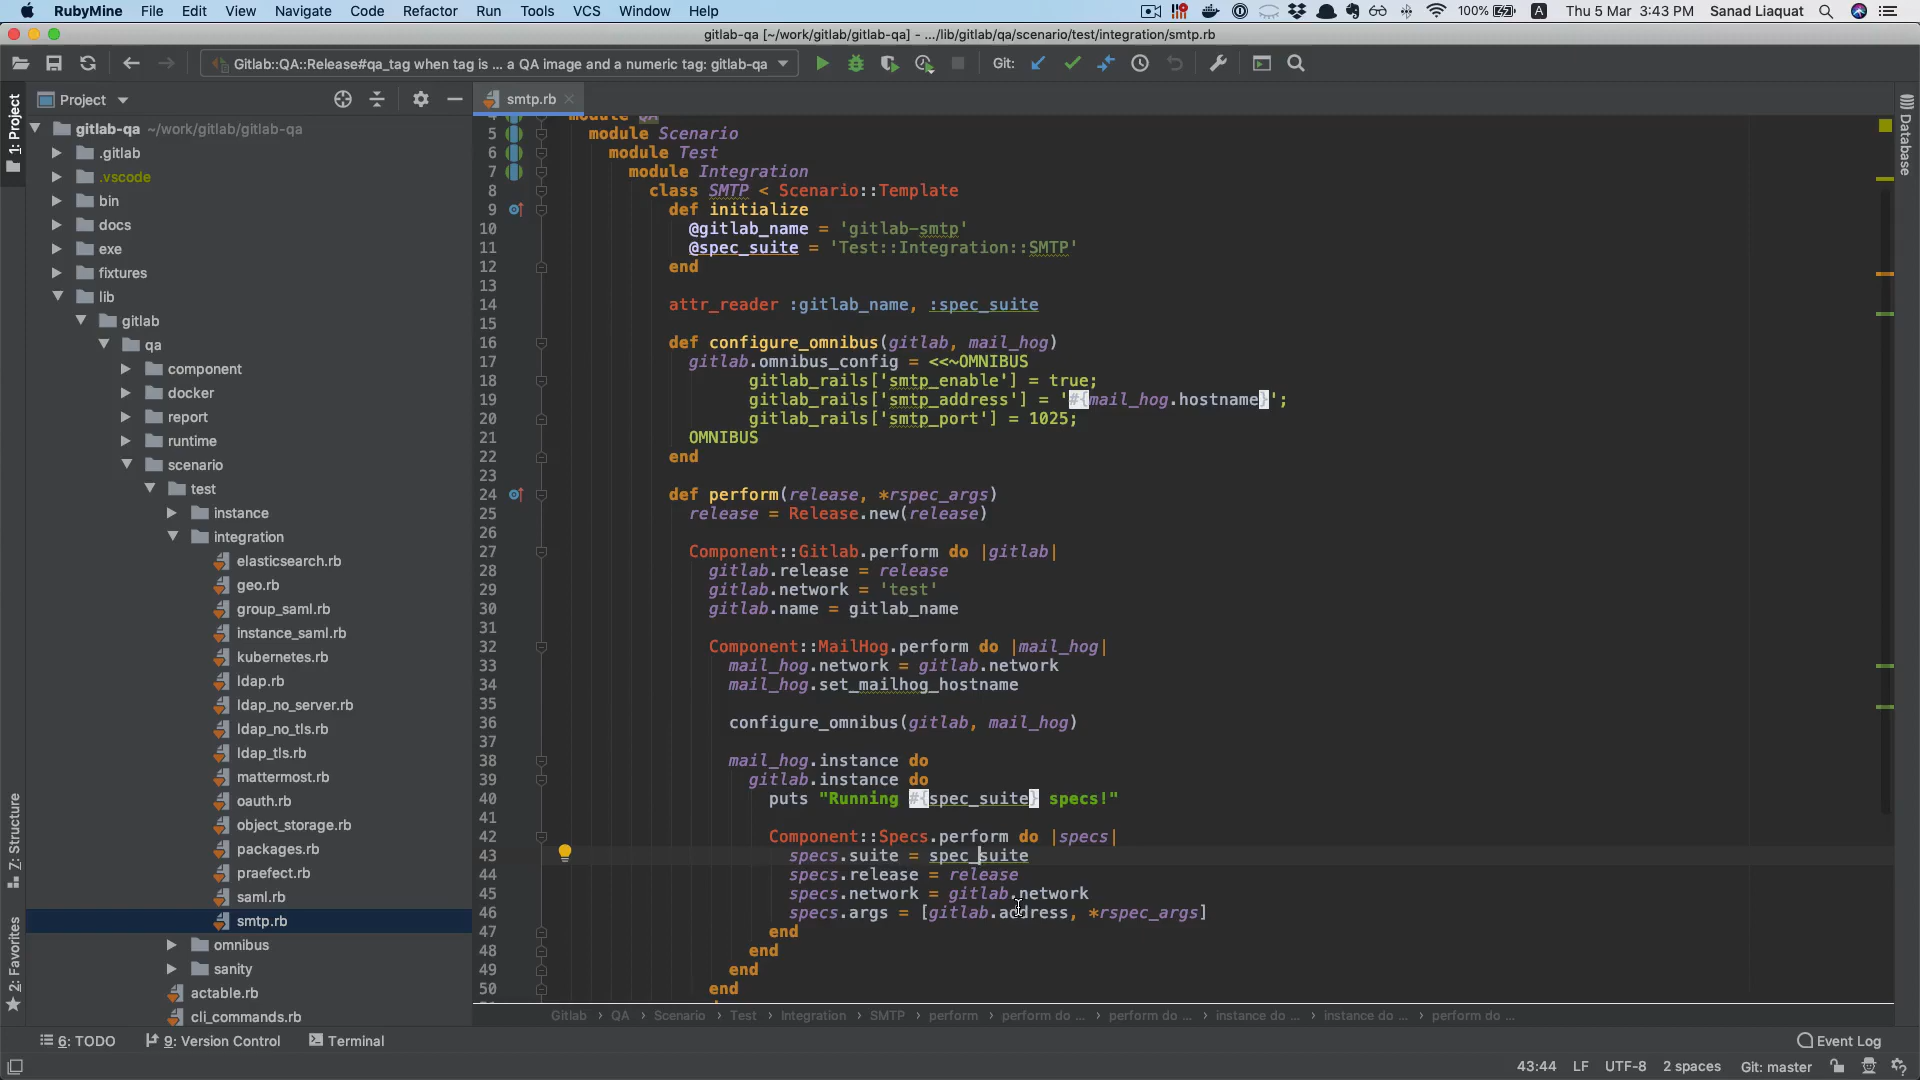 RubyMine File Edit View Navigate Code Refactor Run Tools VCS Window Help 100% A Thu 5 Mar 3:43 PM Sanad Liaquat
gitlab-qa [~/work/gitlab/gitlab-qa] - .../lib/gitlab/qa/scenario/test/integration/smtp.rb
Gitlab::QA::Release#qa_tag when tag is ... a QA image and a numeric tag: gitlab-qa Git:
Project
smtp.rb
1: Project
Z: Structure
2: Favorites
Database
gitlab-qa ~/work/gitlab/gitlab-qa
.gitlab
.vscode
bin
docs
exe
fixtures
lib
gitlab
qa
component
docker
report
runtime
scenario
test
instance
integration
elasticsearch.rb
geo.rb
group_saml.rb
instance_saml.rb
kubernetes.rb
ldap.rb
ldap_no_server.rb
ldap_no_tls.rb
ldap_tls.rb
mattermost.rb
oauth.rb
object_storage.rb
packages.rb
praefect.rb
saml.rb
smtp.rb
omnibus
sanity
actable.rb
cli_commands.rb
4 module QA
5 module Scenario
6 module Test
7 module Integration
8 class SMTP < Scenario::Template
9 def initialize
10 @gitlab_name = 'gitlab-smtp'
11 @spec_suite = 'Test::Integration::SMTP'
12 end
13
14 attr_reader :gitlab_name, :spec_suite
15
16 def configure_omnibus(gitlab, mail_hog)
17 gitlab.omnibus_config = <<~OMNIBUS
18 gitlab_rails['smtp_enable'] = true;
19 gitlab_rails['smtp_address'] = '#{mail_hog.hostname}';
20 gitlab_rails['smtp_port'] = 1025;
21 OMNIBUS
22 end
23
24 def perform(release, *rspec_args)
25 release = Release.new(release)
26
27 Component::Gitlab.perform do |gitlab|
28 gitlab.release = release
29 gitlab.network = 'test'
30 gitlab.name = gitlab_name
31
32 Component::MailHog.perform do |mail_hog|
33 mail_hog.network = gitlab.network
34 mail_hog.set_mailhog_hostname
35
36 configure_omnibus(gitlab, mail_hog)
37
38 mail_hog.instance do
39 gitlab.instance do
40 puts "Running #{spec_suite} specs!"
41
42 Component::Specs.perform do |specs|
43 specs.suite = spec_suite
44 specs.release = release
45 specs.network = gitlab.network
46 specs.args = [gitlab.address, *rspec_args]
47 end
48 end
49 end
50 end
Gitlab › QA › Scenario › Test › Integration › SMTP › perform › perform do ... › perform do ... › instance do ... › instance do ... › perform do ...
6: TODO 9: Version Control Terminal Event Log
43:44 LF UTF-8 2 spaces Git: master